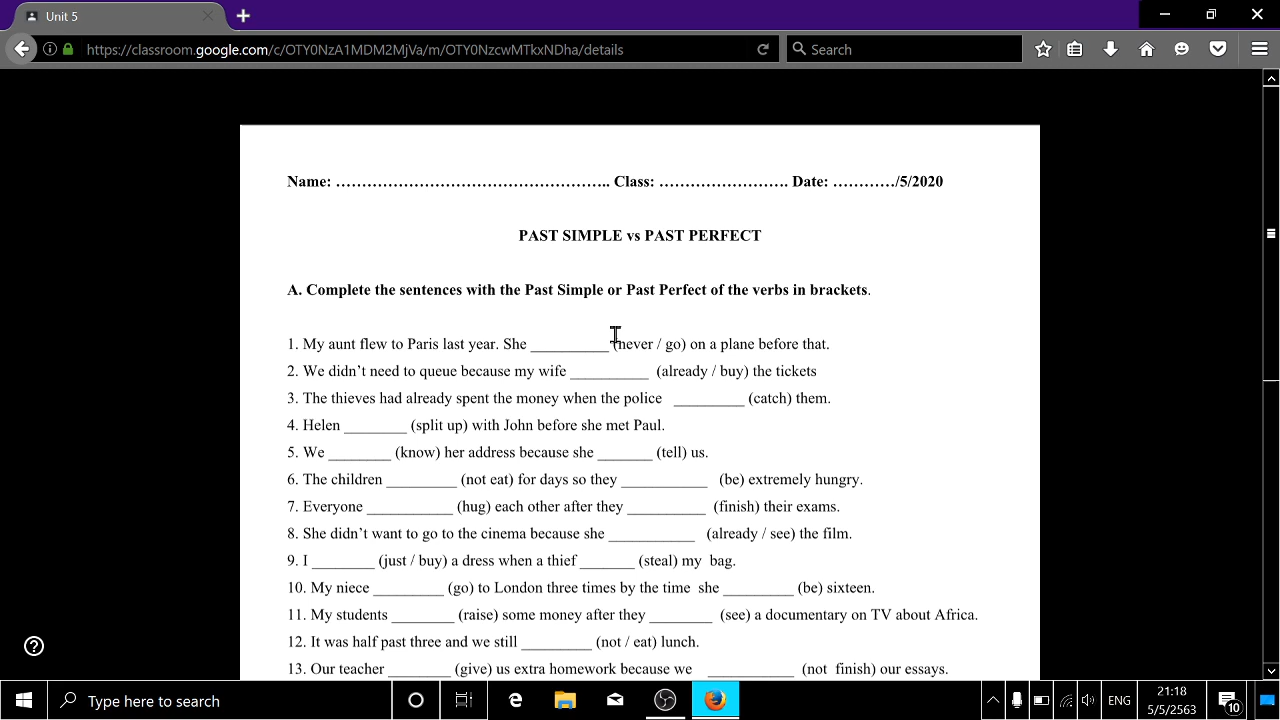 Unit 5
https://classroom.google.com/c/OTY0NzA1MDM2MjVa/m/OTY0NzcwMTkxNDha/details
Search
Name: …………………………………………….. Class: ……………………. Date: …………/5/2020
PAST SIMPLE vs PAST PERFECT
A. Complete the sentences with the Past Simple or Past Perfect of the verbs in brackets.
1. My aunt flew to Paris last year. She __________ (never / go) on a plane before that.
2. We didn’t need to queue because my wife __________ (already / buy) the tickets
3. The thieves had already spent the money when the police _________ (catch) them.
4. Helen ________ (split up) with John before she met Paul.
5. We ________ (know) her address because she _______ (tell) us.
6. The children _________ (not eat) for days so they ___________ (be) extremely hungry.
7. Everyone ___________ (hug) each other after they __________ (finish) their exams.
8. She didn’t want to go to the cinema because she ___________ (already / see) the film.
9. I ________ (just / buy) a dress when a thief _______ (steal) my bag.
10. My niece _________ (go) to London three times by the time she _________ (be) sixteen.
11. My students ________ (raise) some money after they ________ (see) a documentary on TV about Africa.
12. It was half past three and we still _________ (not / eat) lunch.
13. Our teacher ________ (give) us extra homework because we ___________ (not finish) our essays.
Type here to search
ENG
21:18
5/5/2563
10